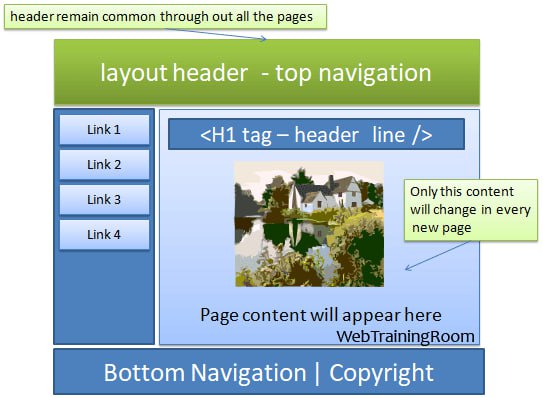 header remain common through out all the pages
layout header - top navigation
Link 1
Link 2
Link 3
Link 4
<H1 tag – header line />
Only this content
will change in every
new page
Page content will appear here
WebTrainingRoom
Bottom Navigation | Copyright